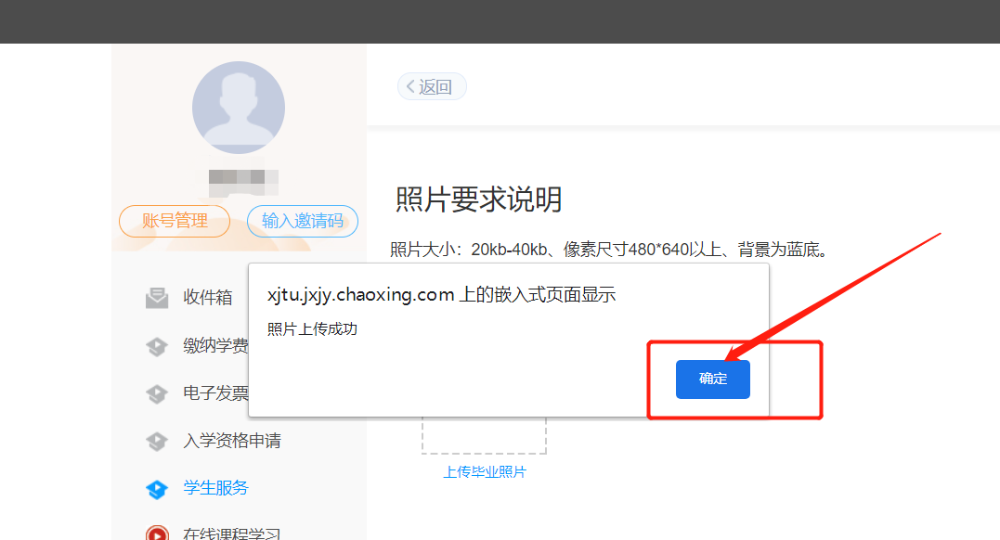 返回
账号管理
输入邀请码
照片要求说明
照片大小：20kb-40kb、像素尺寸480*640以上、背景为蓝底。
xjtu.jxjy.chaoxing.com 上的嵌入式页面显示
照片上传成功
确定
收件箱
缴纳学费
电子发票
入学资格申请
学生服务
在线课程学习
上传毕业照片